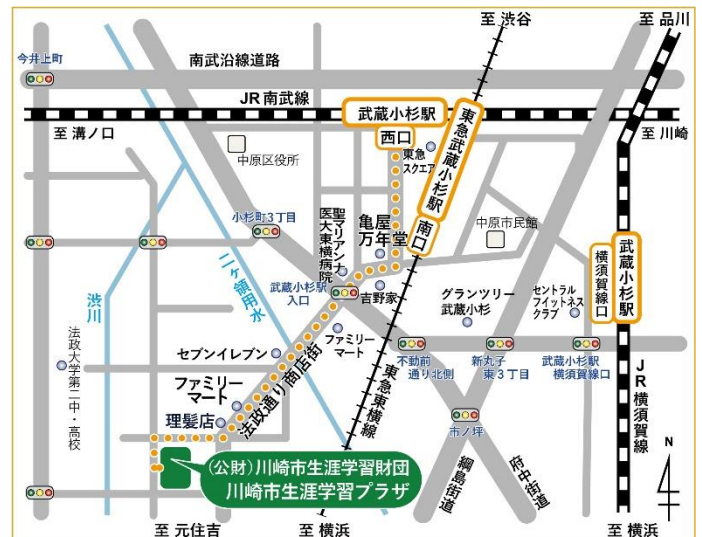 至 渋谷
至 品川
今井上町
南武沿線道路
JR南武線
武蔵小杉駅
西口
至 溝ノ口
至 川崎
東急
スクエア
東急武蔵小杉駅
南口
中原区役所
小杉町3丁目
聖マリアンナ
医大東横病院
亀屋
万年堂
中原市民館
武蔵小杉駅
横須賀線口
二ヶ領用水
渋川
武蔵小杉駅
入口
吉野家
グランツリー
武蔵小杉
セントラル
フィットネス
クラブ
法政大学第二中・高校
セブンイレブン
ファミリー
マート
不動前
通り北側
新丸子
東3丁目
武蔵小杉駅
横須賀線口
ファミリー
マート
法政通り商店街
東急東横線
JR横須賀線
理髪店
市ノ坪
N
(公財)川崎市生涯学習財団
川崎市生涯学習プラザ
綱島街道
府中街道
至 元住吉
至 横浜
至 横浜